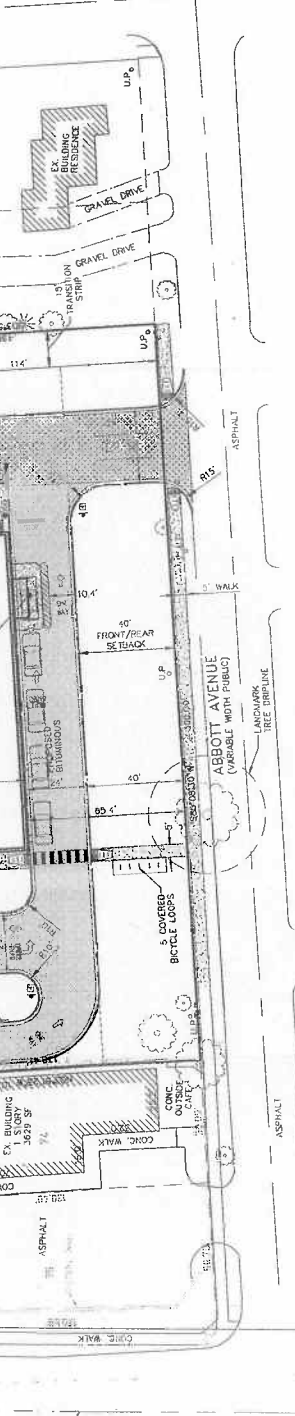 U.P.
EX.
BUILDING
RESIDENCE
GRAVEL DRIVE
GRAVEL DRIVE
15'
TRANSITION
STRIP
U.P.
114'
ASPHALT
R15'
10.4'
5' WALK
40'
FRONT/REAR
SETBACK
U.P.
ABBOTT AVENUE
(VARIABLE WIDTH PUBLIC)
LANDMARK
TREE DRIPLINE
BITUMINOUS
24'
40'
65.4'
5'
5 COVERED
BICYCLE LOOPS
EX. BUILDING
1 STORY
3629 SF
CONC.
OUTSIDE
CAFE
CONC. WALK
ASPHALT
ASPHALT
CONC. WALK